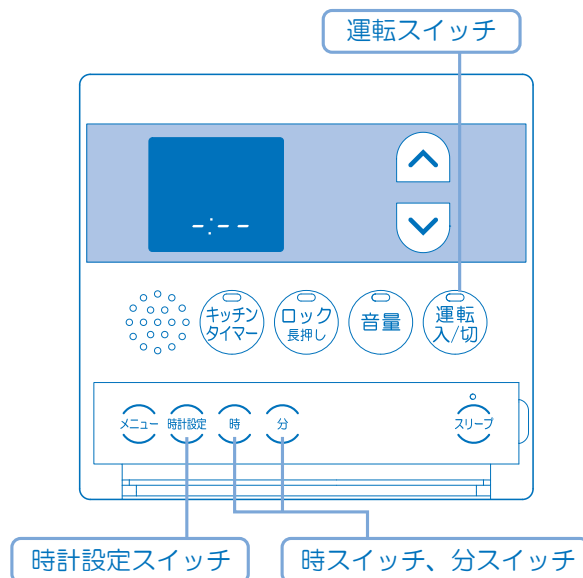 運転スイッチ
-:--
キッチン
タイマー
ロック
長押し
音量
運転
入/切
メニュー
時計設定
時
分
スリープ
時計設定スイッチ
時スイッチ、分スイッチ